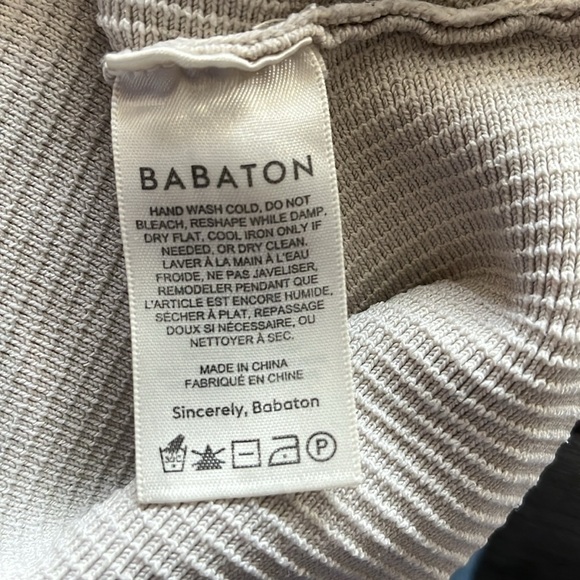 BABATON
HAND WASH COLD, DO NOT
BLEACH, RESHAPE WHILE DAMP.
DRY FLAT, COOL IRON ONLY IF
NEEDED, OR DRY CLEAN.
LAVER À LA MAIN À L'EAU
FROIDE, NE PAS JAVELISER,
REMODELER PENDANT QUE
L'ARTICLE EST ENCORE HUMIDE,
SÉCHER À PLAT, REPASSAGE
DOUX SI NÉCESSAIRE, OU
NETTOYER À SEC.
MADE IN CHINA
FABRIQUÉ EN CHINE
Sincerely, Babaton
P